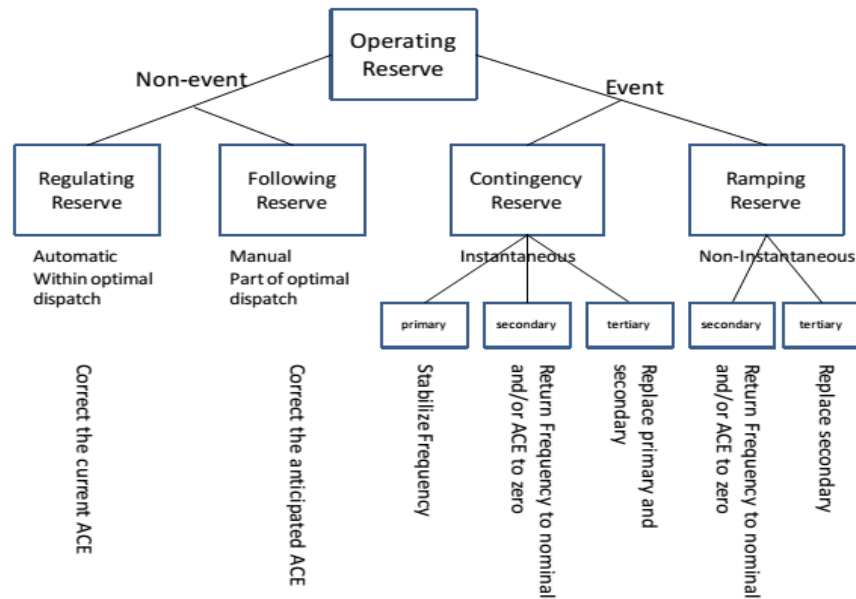 Operating
Reserve
Non-event
Event
Regulating
Reserve
Following
Reserve
Contingency
Reserve
Ramping
Reserve
Automatic
Within optimal
dispatch
Manual
Part of optimal
dispatch
Instantaneous
Non-Instantaneous
primary
secondary
tertiary
secondary
tertiary
Correct the current ACE
Correct the anticipated ACE
Stabilize Frequency
Return Frequency to nominal
and/or ACE to zero
Replace primary and
secondary
Return Frequency to nominal
and/or ACE to zero
Replace secondary